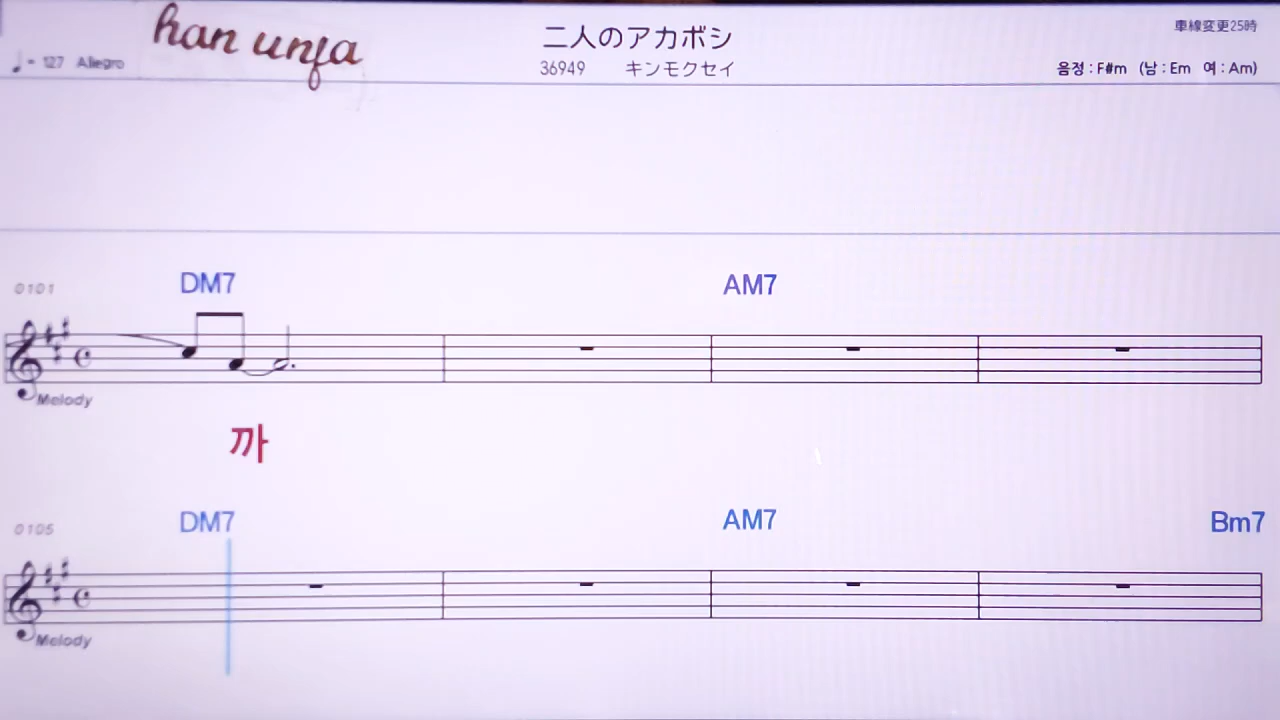 han unfa
二人のアカボシ
車線変更25時
♩= 127 Allegro
36949 キンモクセイ
음정 : F#m (남 : Em 여 : Am)
0101 DM7 AM7
Melody
까
0105 DM7 AM7 Bm7
Melody